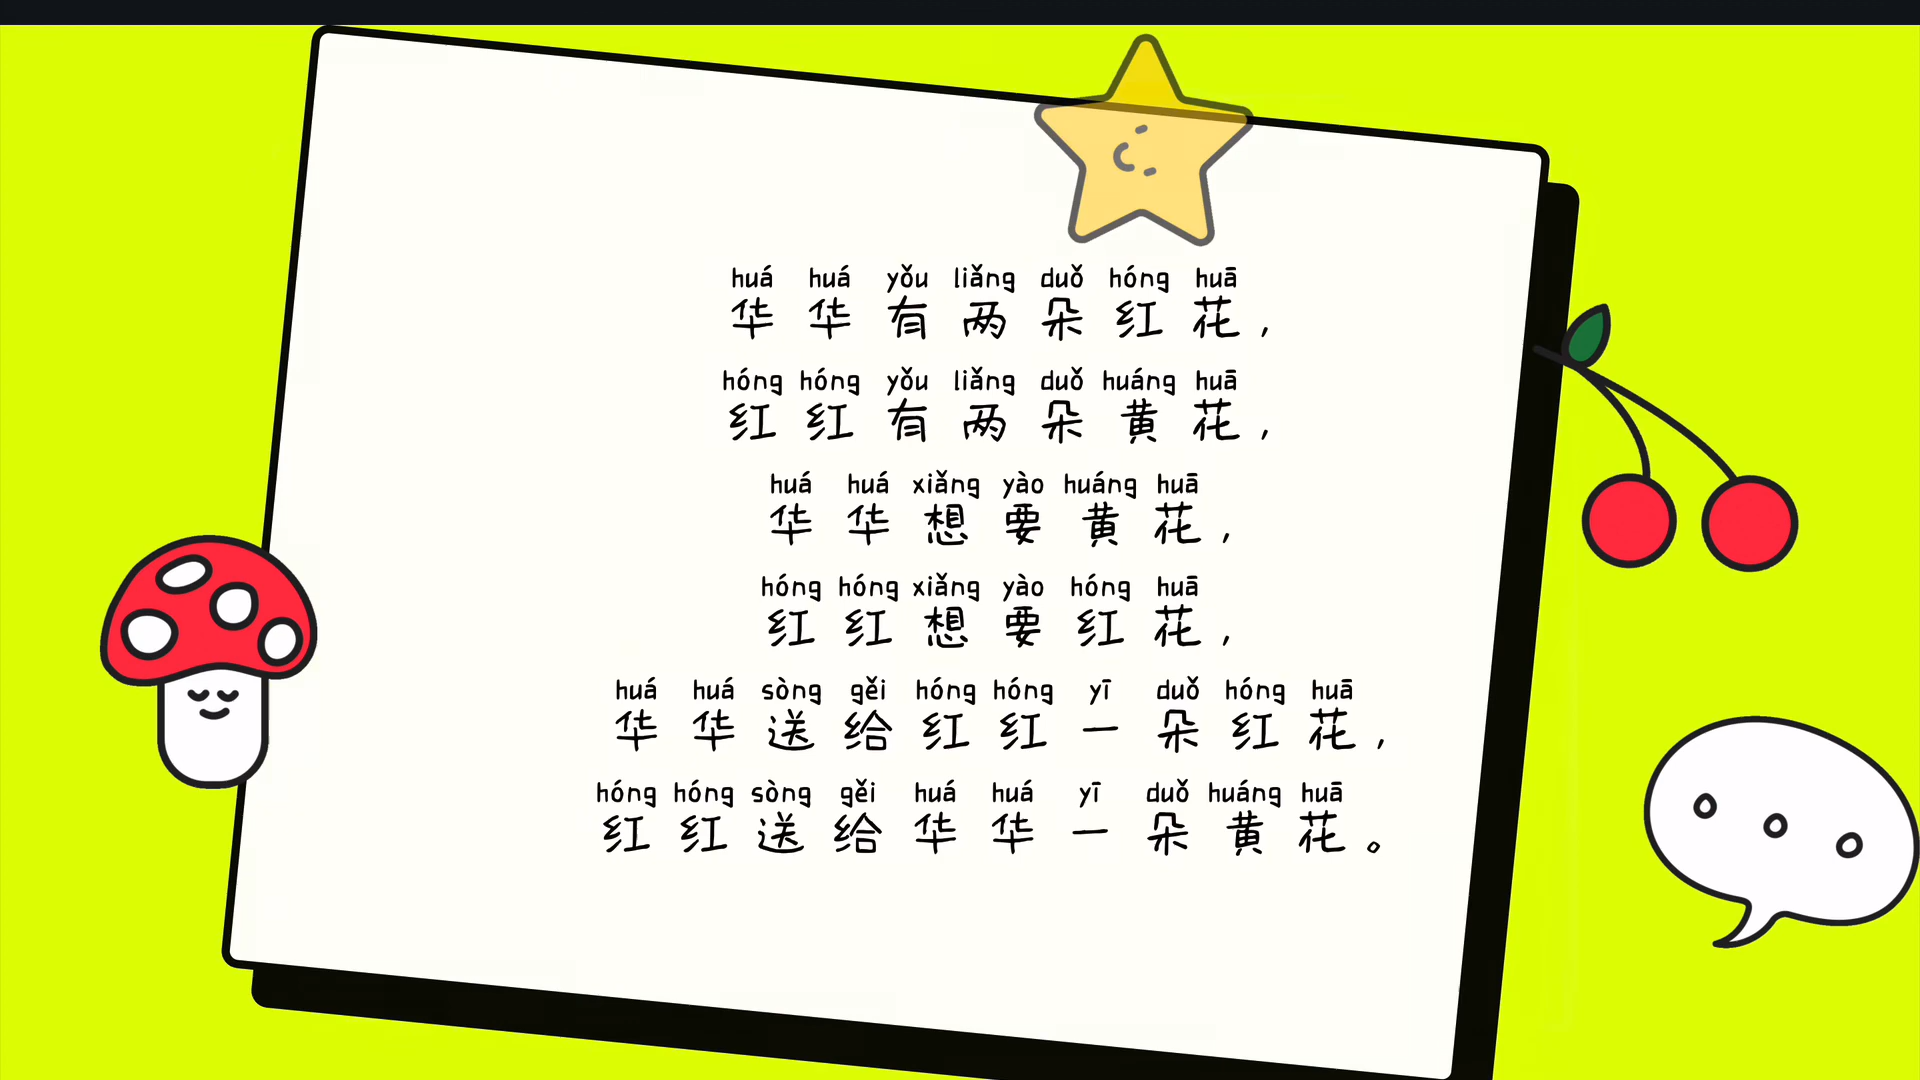 huá huá yǒu liǎng duǒ hóng huā
华华有两朵红花，
hóng hóng yǒu liǎng duǒ huáng huā
红红有两朵黄花，
huá huá xiǎng yào huáng huā
华华想要黄花，
hóng hóng xiǎng yào hóng huā
红红想要红花，
huá huá sòng gěi hóng hóng yī duǒ hóng huā
华华送给红红一朵红花，
hóng hóng sòng gěi huá huá yī duǒ huáng huā
红红送给华华一朵黄花。